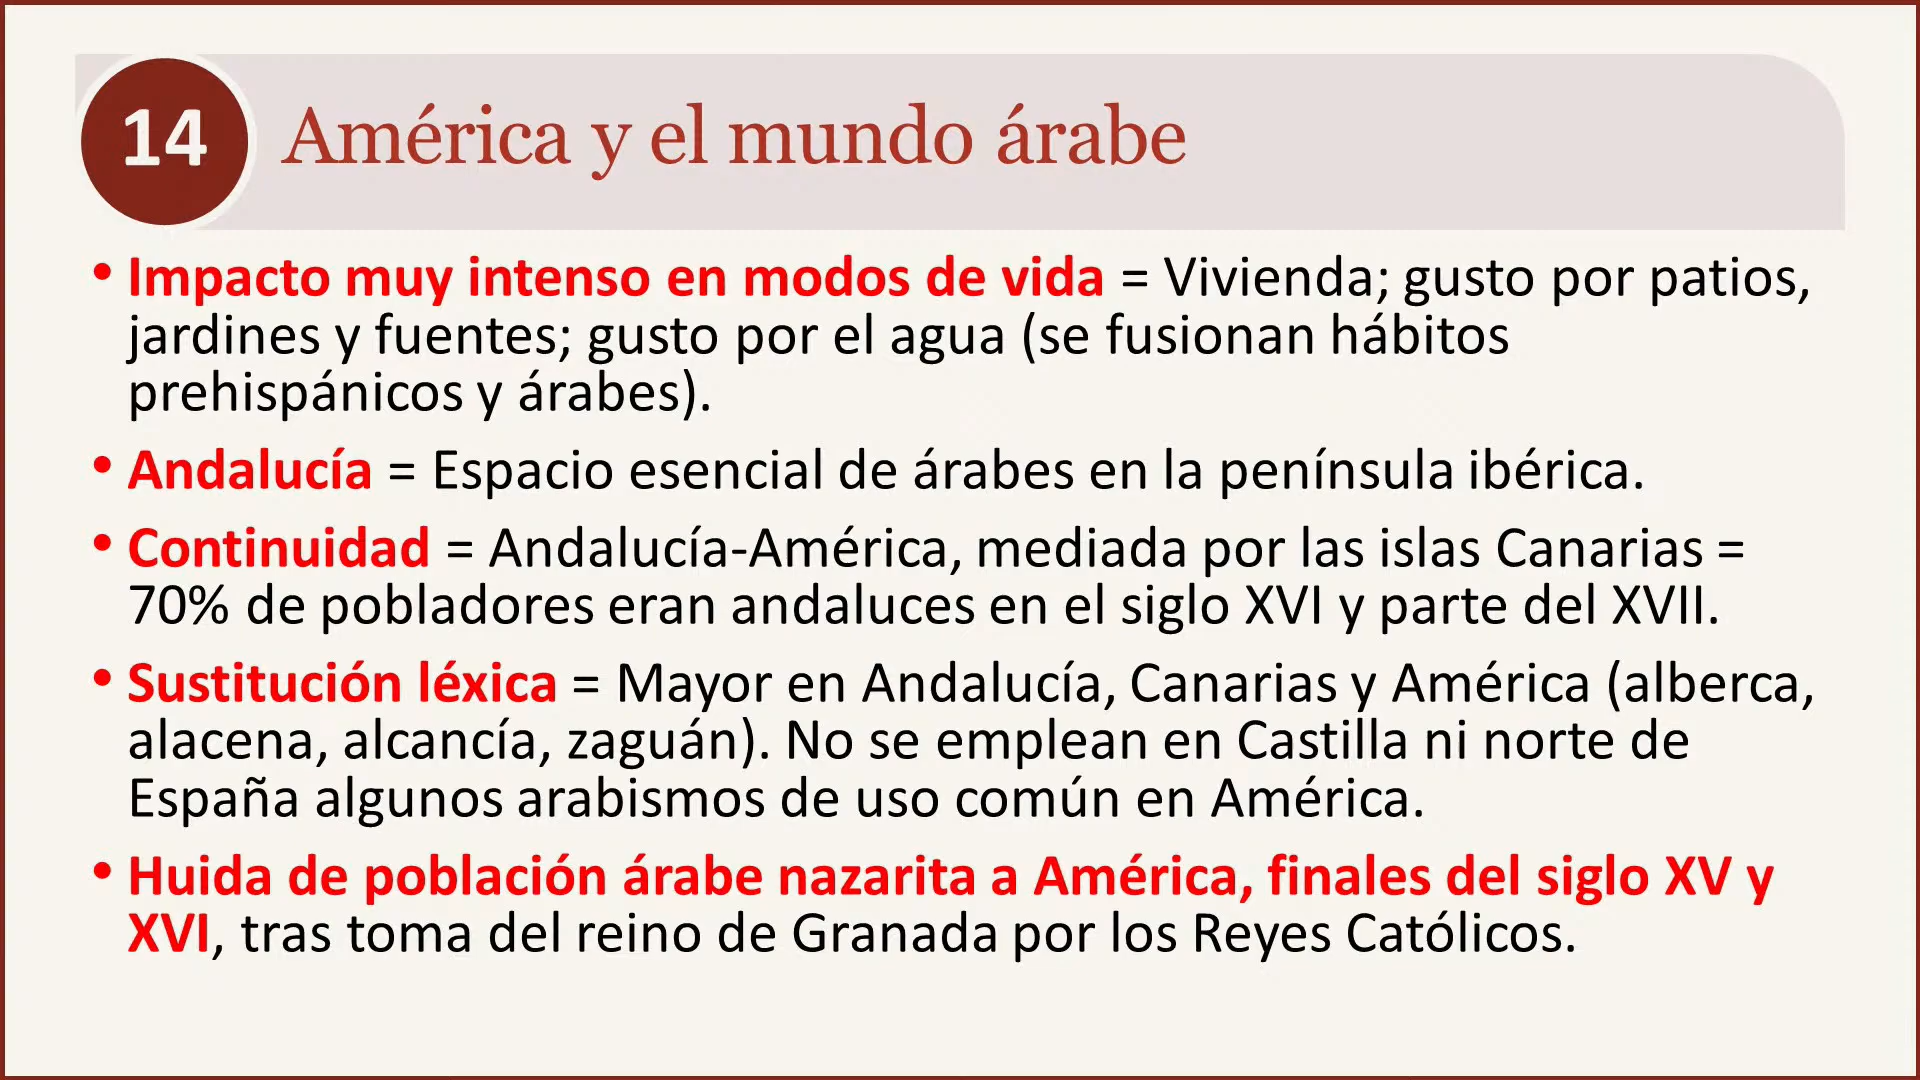 14
América y el mundo árabe
• Impacto muy intenso en modos de vida = Vivienda; gusto por patios,
jardines y fuentes; gusto por el agua (se fusionan hábitos
prehispánicos y árabes).
• Andalucía = Espacio esencial de árabes en la península ibérica.
• Continuidad = Andalucía-América, mediada por las islas Canarias =
70% de pobladores eran andaluces en el siglo XVI y parte del XVII.
• Sustitución léxica = Mayor en Andalucía, Canarias y América (alberca,
alacena, alcancía, zaguán). No se emplean en Castilla ni norte de
España algunos arabismos de uso común en América.
• Huida de población árabe nazarita a América, finales del siglo XV y
XVI, tras toma del reino de Granada por los Reyes Católicos.